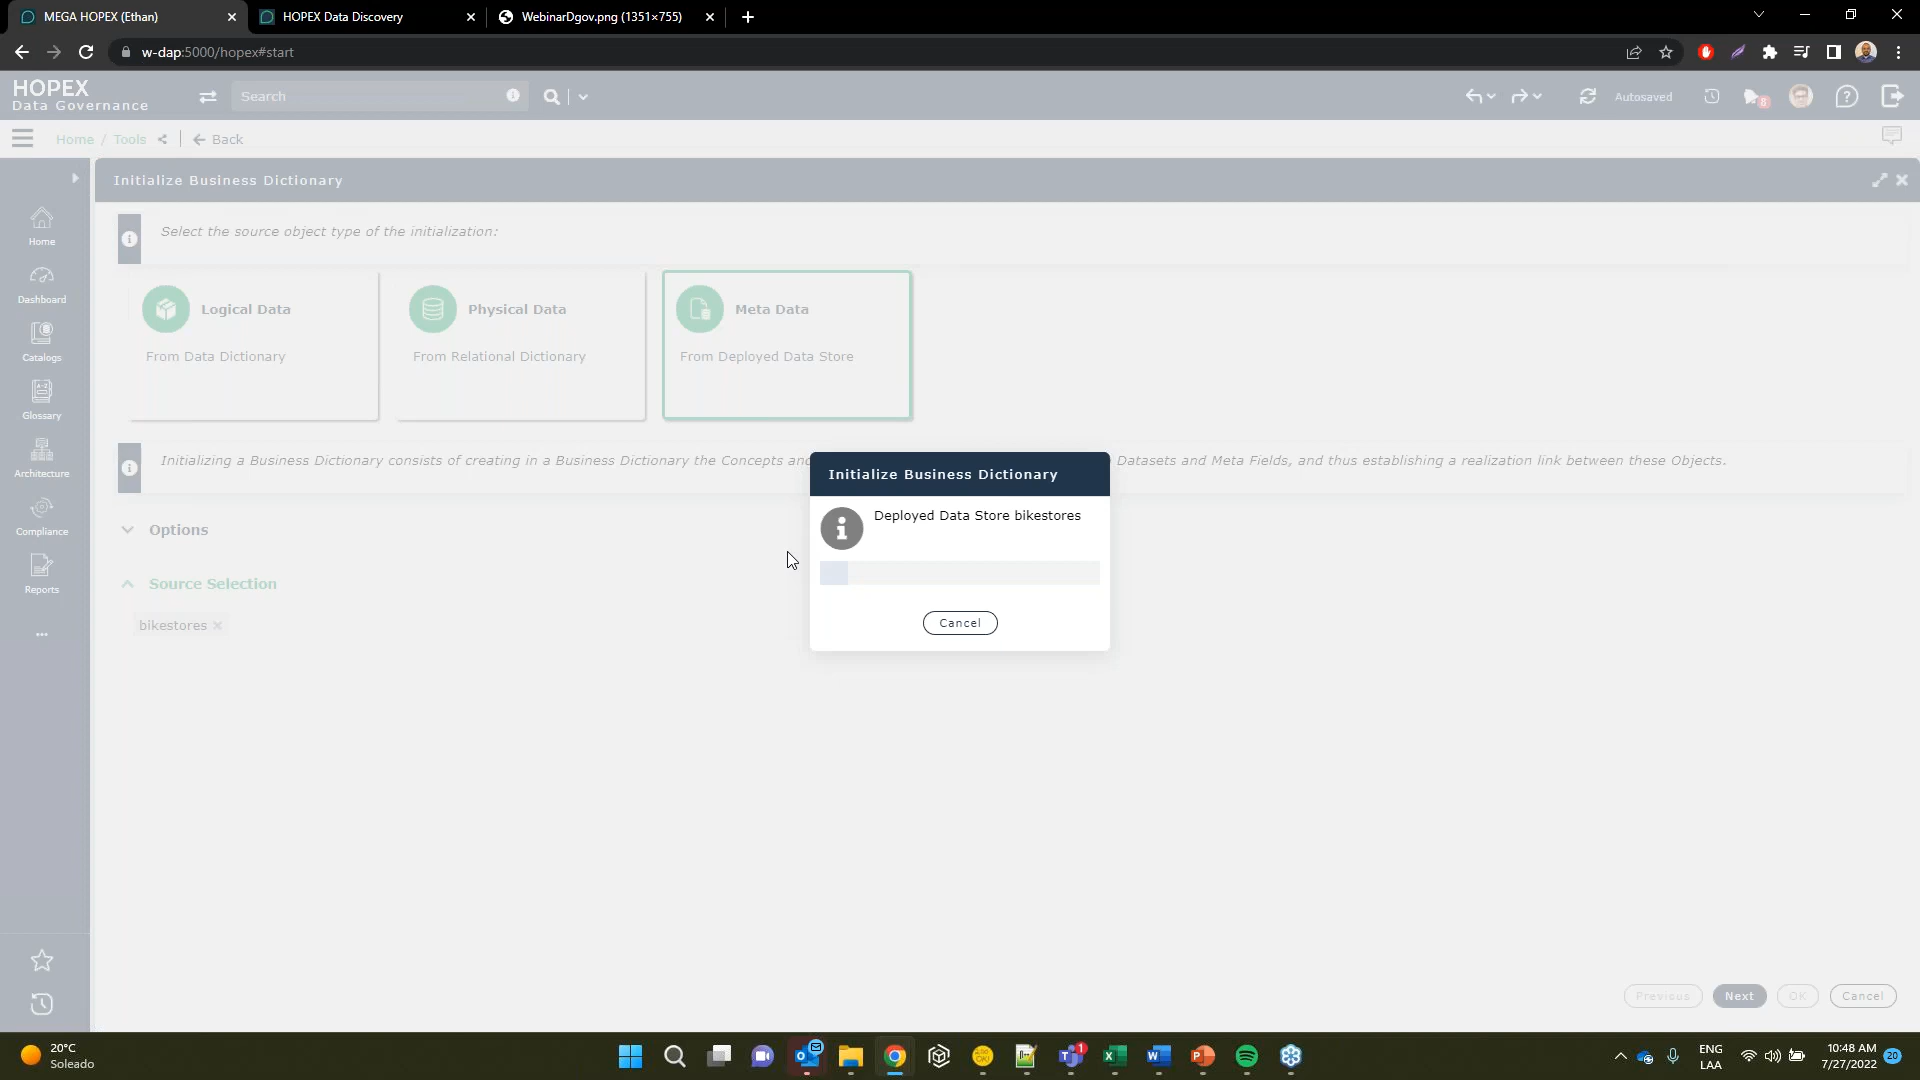 MEGA HOPEX (Ethan)
HOPEX Data Discovery
WebinarDgov.png (1351×755)
w-dap:5000/hopex#start
HOPEX
Data Governance
Search
Autosaved
8
Home / Tools
Back
Initialize Business Dictionary
Select the source object type of the initialization:
Home
Dashboard
Catalogs
Glossary
Architecture
Compliance
Reports
...
Logical Data
From Data Dictionary
Physical Data
From Relational Dictionary
Meta Data
From Deployed Data Store
Initializing a Business Dictionary consists of creating in a Business Dictionary the Concepts and
Datasets and Meta Fields, and thus establishing a realization link between these Objects.
Options
Source Selection
bikestores
Initialize Business Dictionary
Deployed Data Store bikestores
Cancel
Previous
Next
OK
Cancel
20°C
Soleado
1
ENG
LAA
10:48 AM
7/27/2022
20